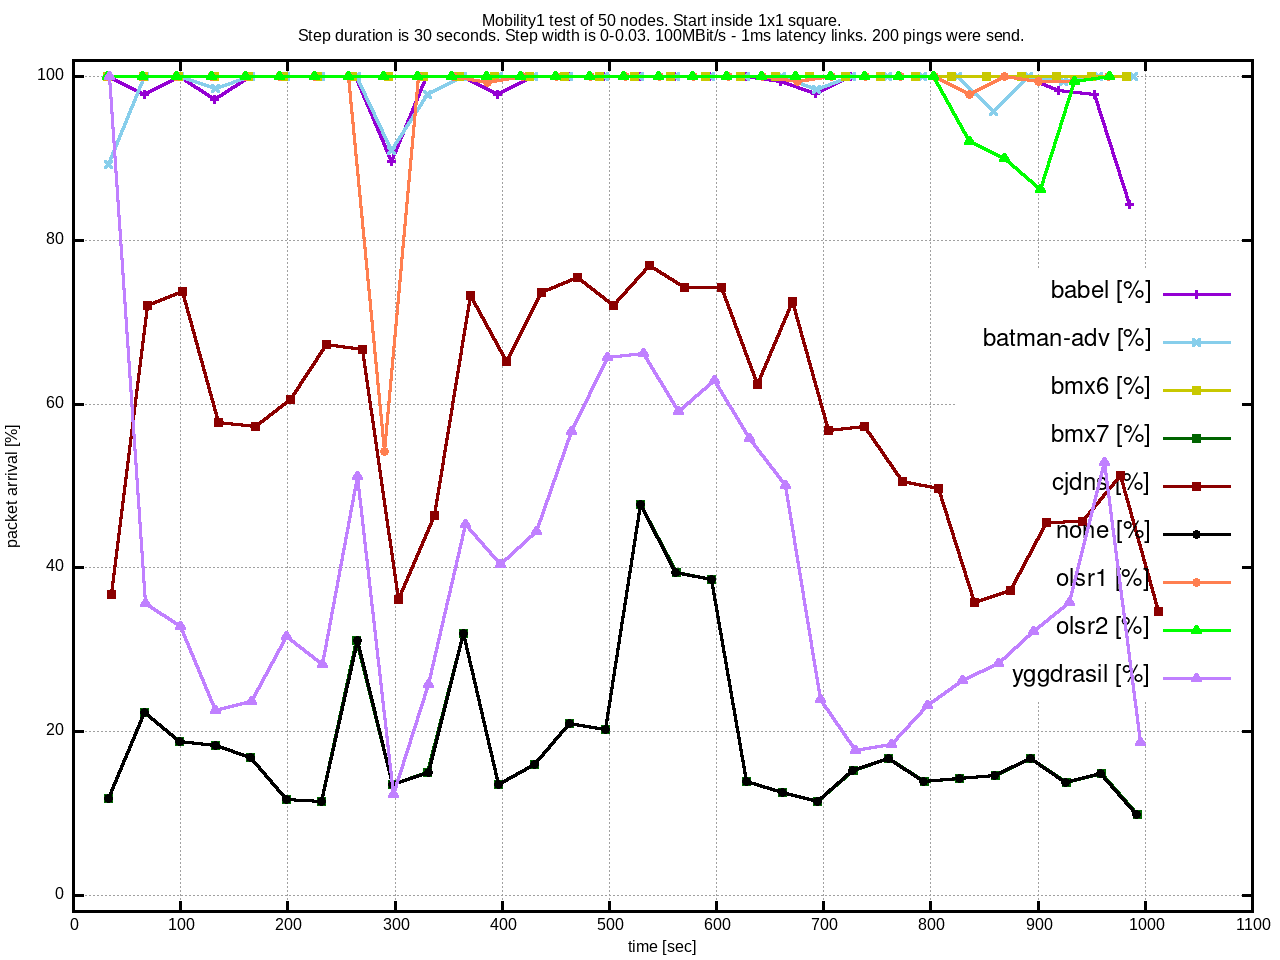 Mobility1 test of 50 nodes. Start inside 1x1 square.
Step duration is 30 seconds. Step width is 0-0.03. 100MBit/s - 1ms latency links. 200 pings were send.
100
80
60
40
20
0
packet arrival [%]
babel [%]
batman-adv [%]
bmx6 [%]
bmx7 [%]
cjdns [%]
none [%]
olsr1 [%]
olsr2 [%]
yggdrasil [%]
0 100 200 300 400 500 600 700 800 900 1000 1100
time [sec]